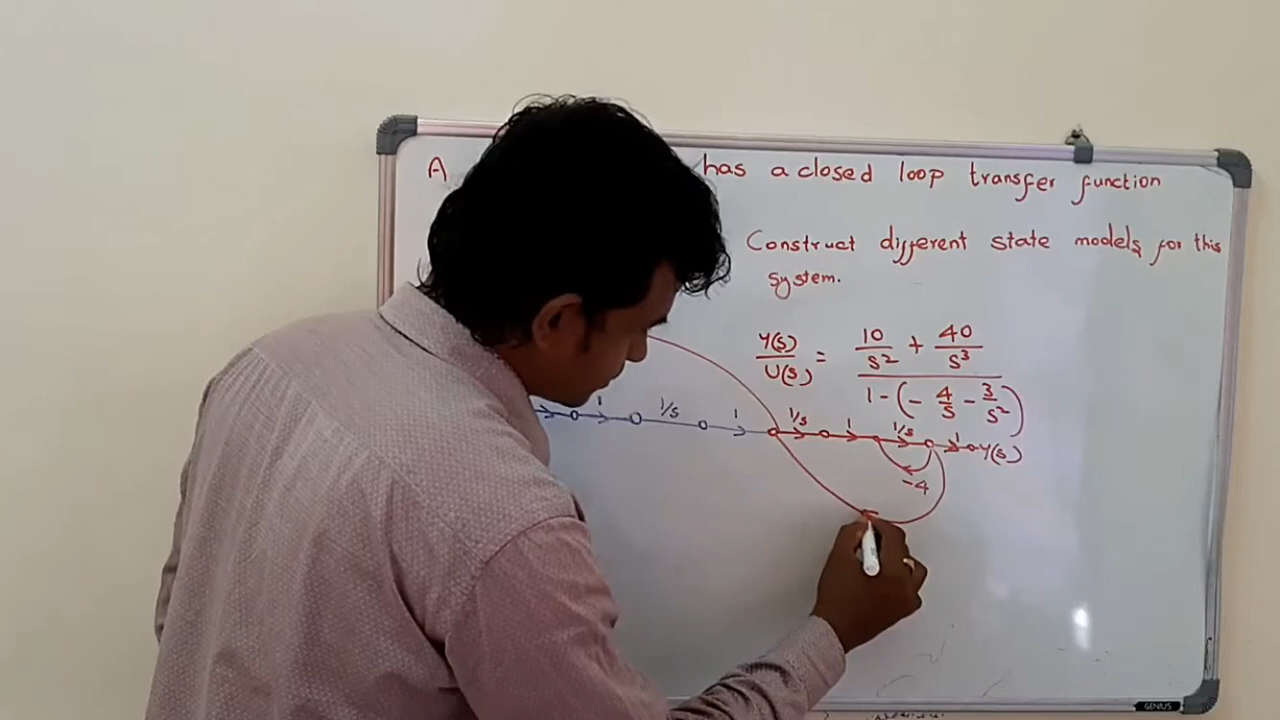 A has a closed loop transfer function
Construct different state models for this
system.
Y(s)/U(s) = (10/s² + 40/s³) / (1-(-4/s - 3/s²))
1 1/s 1 1/s 1 1/s 1 Y(s)
-4
GENIUS